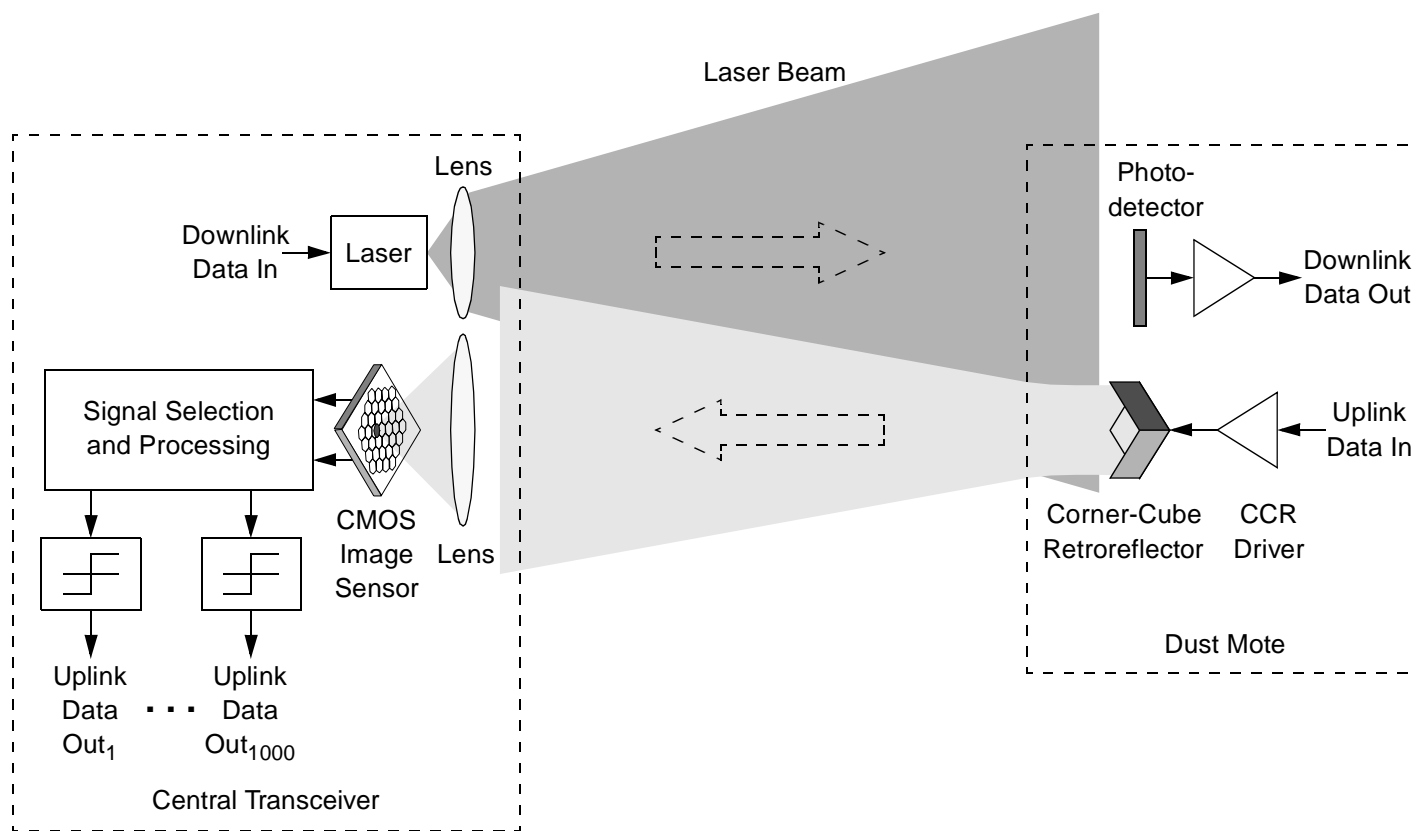 Laser Beam
Lens
Photo-
detector
Downlink
Data In
Laser
Downlink
Data Out
Signal Selection
and Processing
Uplink
Data In
CMOS
Image
Sensor
Lens
Corner-Cube
Retroreflector
CCR
Driver
Dust Mote
Uplink
Data
Out1
. . .
Uplink
Data
Out1000
Central Transceiver